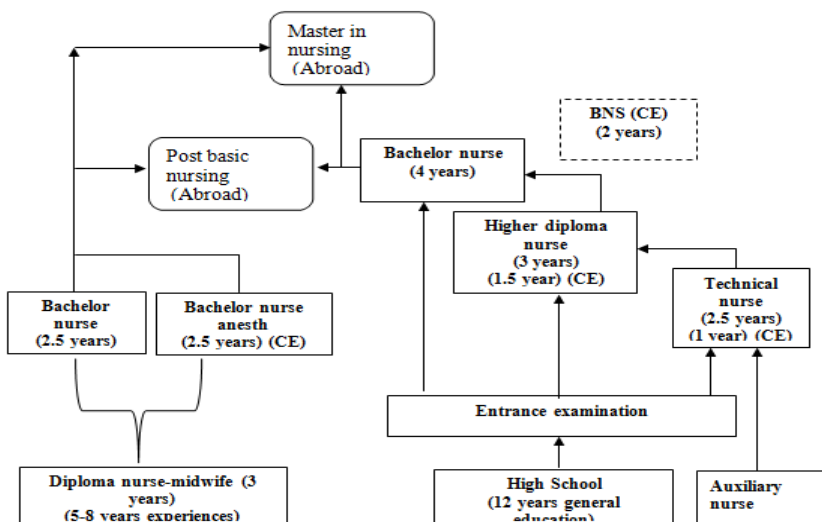 Master in
nursing
(Abroad)
BNS (CE)
(2 years)
Post basic
nursing
(Abroad)
Bachelor nurse
(4 years)
Higher diploma
nurse
(3 years)
(1.5 year) (CE)
Technical
nurse
(2.5 years)
(1 year) (CE)
Bachelor
nurse
(2.5 years)
Bachelor nurse
anesth
(2.5 years) (CE)
Entrance examination
Diploma nurse-midwife (3
years)
(5-8 years experiences)
High School
(12 years general
education)
Auxiliary
nurse